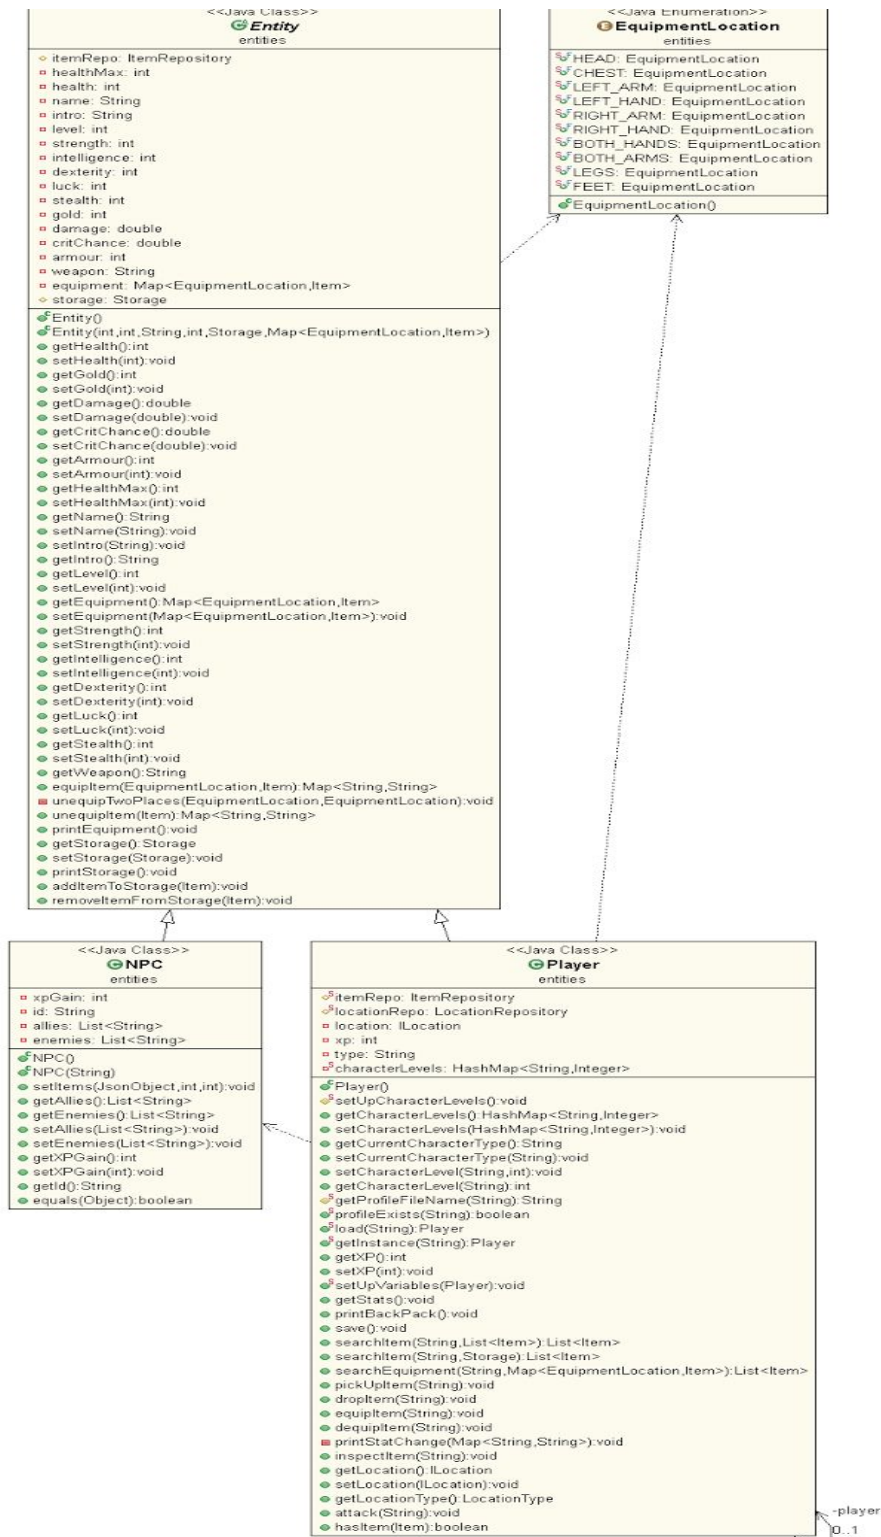 <<Java Class>>
Entity
entities
itemRepo: ItemRepository
healthMax: int
health: int
name: String
intro: String
level: int
strength: int
intelligence: int
dexterity: int
luck: int
stealth: int
gold: int
damage: double
critChance: double
armour: int
weapon: String
equipment: Map<EquipmentLocation,Item>
storage: Storage
Entity()
Entity(int,int,String,int,Storage,Map<EquipmentLocation,Item>)
getHealth():int
setHealth(int):void
getGold():int
setGold(int):void
getDamage():double
setDamage(double):void
getCritChance():double
setCritChance(double):void
getArmour():int
setArmour(int):void
getHealthMax():int
setHealthMax(int):void
getName():String
setName(String):void
setIntro(String):void
getIntro():String
getLevel():int
setLevel(int):void
getEquipment():Map<EquipmentLocation,Item>
setEquipment(Map<EquipmentLocation,Item>):void
getStrength():int
setStrength(int):void
getIntelligence():int
setIntelligence(int):void
getDexterity():int
setDexterity(int):void
getLuck():int
setLuck(int):void
getStealth():int
setStealth(int):void
getWeapon():String
equipItem(EquipmentLocation,Item):Map<String,String>
unequipTwoPlaces(EquipmentLocation,EquipmentLocation):void
unequipItem(Item):Map<String,String>
printEquipment():void
getStorage():Storage
setStorage(Storage):void
printStorage():void
addItemToStorage(Item):void
removeItemFromStorage(Item):void
<<Java Enumeration>>
EquipmentLocation
entities
HEAD: EquipmentLocation
CHEST: EquipmentLocation
LEFT_ARM: EquipmentLocation
LEFT_HAND: EquipmentLocation
RIGHT_ARM: EquipmentLocation
RIGHT_HAND: EquipmentLocation
BOTH_HANDS: EquipmentLocation
BOTH_ARMS: EquipmentLocation
LEGS: EquipmentLocation
FEET: EquipmentLocation
EquipmentLocation()
<<Java Class>>
NPC
entities
xpGain: int
id: String
allies: List<String>
enemies: List<String>
NPC()
NPC(String)
setItems(JsonObject,int,int):void
getAllies():List<String>
getEnemies():List<String>
setAllies(List<String>):void
setEnemies(List<String>):void
getXPGain():int
setXPGain(int):void
getId():String
equals(Object):boolean
<<Java Class>>
Player
entities
itemRepo: ItemRepository
locationRepo: LocationRepository
location: ILocation
xp: int
type: String
characterLevels: HashMap<String,Integer>
Player()
setUpCharacterLevels():void
getCharacterLevels():HashMap<String,Integer>
setCharacterLevels(HashMap<String,Integer>):void
getCurrentCharacterType():String
setCurrentCharacterType(String):void
setCharacterLevel(String,int):void
getCharacterLevel(String):int
getProfileFileName(String):String
profileExists(String):boolean
load(String):Player
getInstance(String):Player
getXP():int
setXP(int):void
setUpVariables(Player):void
getStats():void
printBackPack():void
save():void
searchItem(String,List<Item>):List<Item>
searchItem(String,Storage):List<Item>
searchEquipment(String,Map<EquipmentLocation,Item>):List<Item>
pickUpItem(String):void
dropItem(String):void
equipItem(String):void
dequipItem(String):void
printStatChange(Map<String,String>):void
inspectItem(String):void
getLocation():ILocation
setLocation(ILocation):void
getLocationType():LocationType
attack(String):void
hasItem(Item):boolean
-player
0..1